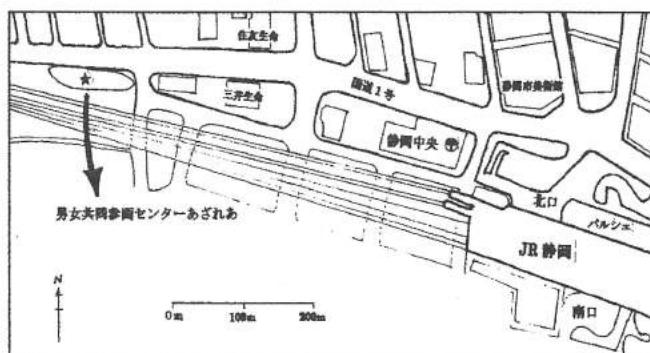 住友生命
★
三井生命
国道1号
静岡市美術館
静岡中央 〒
男女共同参画センターあざれあ
北口
パルシェ
JR 静岡
南口
N
0m 100m 200m